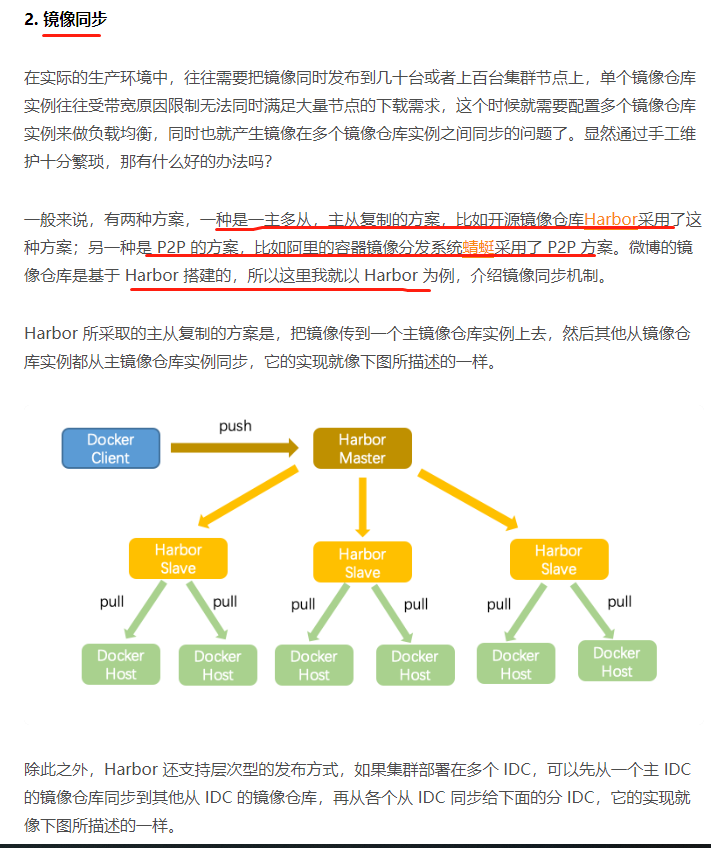 2. 镜像同步
在实际的生产环境中，往往需要把镜像同时发布到几十台或者上百台集群节点上，单个镜像仓库
实例往往受带宽原因限制无法同时满足大量节点的下载需求，这个时候就需要配置多个镜像仓库
实例来做负载均衡，同时也就产生镜像在多个镜像仓库实例之间同步的问题了。显然通过手工维
护十分繁琐，那有什么好的办法吗？
一般来说，有两种方案，一种是一主多从，主从复制的方案，比如开源镜像仓库Harbor采用了这
种方案；另一种是 P2P 的方案，比如阿里的容器镜像分发系统蜻蜓采用了 P2P 方案。微博的镜
像仓库是基于 Harbor 搭建的，所以这里我就以 Harbor 为例，介绍镜像同步机制。
Harbor 所采取的主从复制的方案是，把镜像传到一个主镜像仓库实例上去，然后其他从镜像仓
库实例都从主镜像仓库实例同步，它的实现就像下图所描述的一样。
push
Docker
Client
Harbor
Master
Harbor
Slave
Harbor
Slave
Harbor
Slave
pull
pull
pull
pull
pull
pull
Docker
Host
Docker
Host
Docker
Host
Docker
Host
Docker
Host
Docker
Host
除此之外，Harbor 还支持层次型的发布方式，如果集群部署在多个 IDC，可以先从一个主 IDC
的镜像仓库同步到其他从 IDC 的镜像仓库，再从各个从 IDC 同步给下面的分 IDC，它的实现就
像下图所描述的一样。